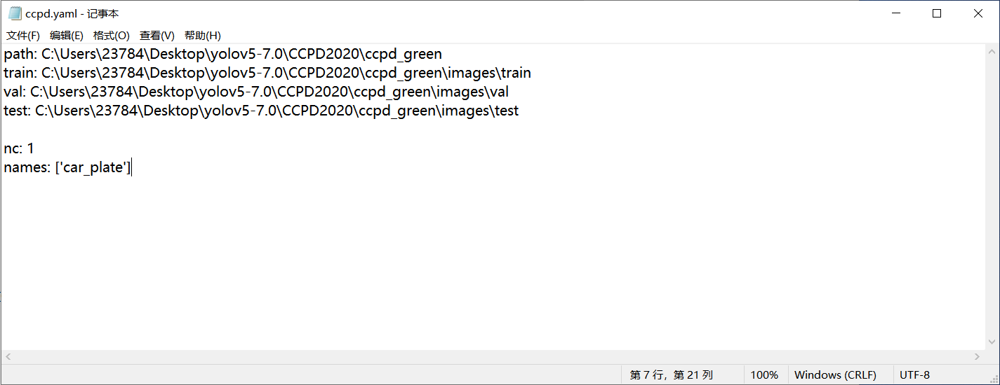 ccpd.yaml - 记事本
文件(F) 编辑(E) 格式(O) 查看(V) 帮助(H)
path: C:\Users\23784\Desktop\yolov5-7.0\CCPD2020\ccpd_green
train: C:\Users\23784\Desktop\yolov5-7.0\CCPD2020\ccpd_green\images\train
val: C:\Users\23784\Desktop\yolov5-7.0\CCPD2020\ccpd_green\images\val
test: C:\Users\23784\Desktop\yolov5-7.0\CCPD2020\ccpd_green\images\test
nc: 1
names: ['car_plate']
第 7 行，第 21 列 100% Windows (CRLF) UTF-8